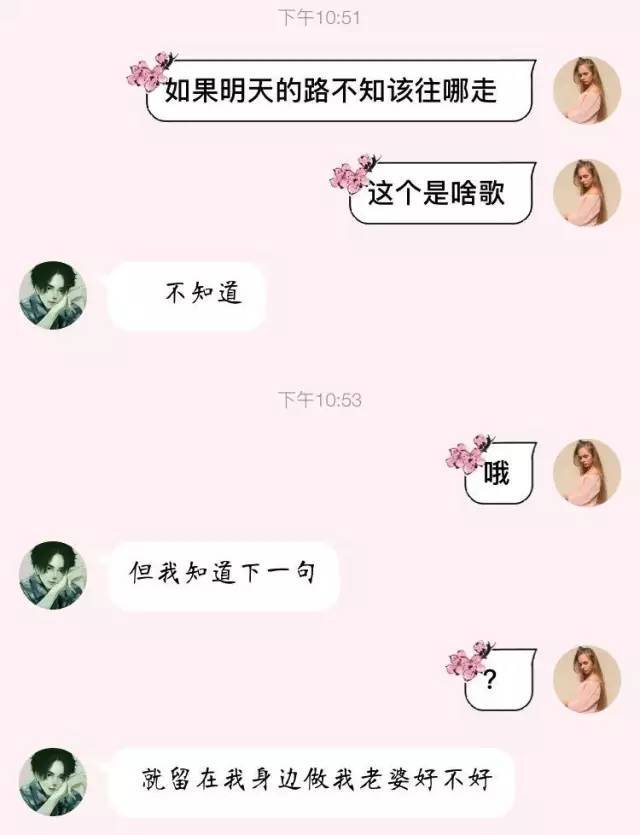 下午10:51
如果明天的路不知该往哪走
这个是啥歌
不知道
下午10:53
哦
但我知道下一句
?
就留在我身边做我老婆好不好